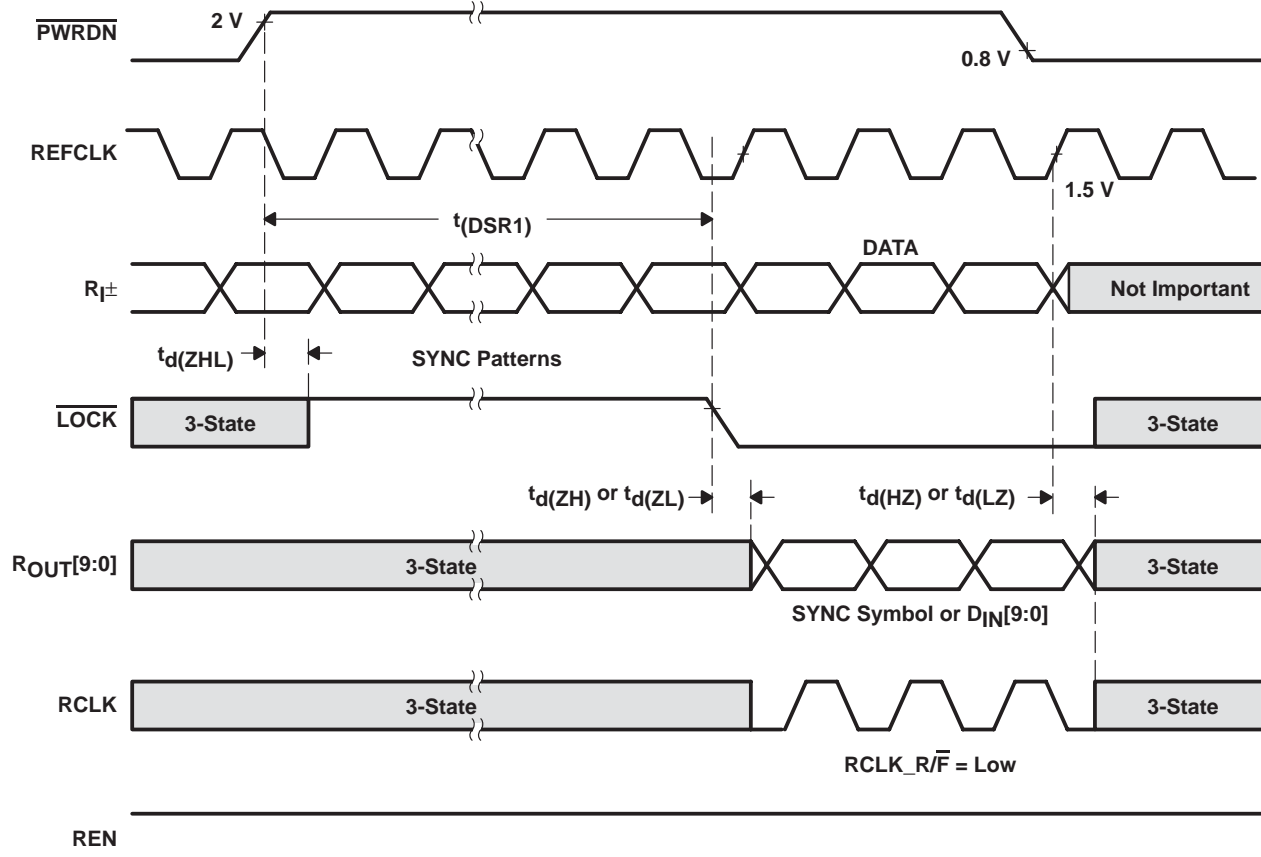 PWRDN
2 V
0.8 V
REFCLK
1.5 V
t(DSR1)
DATA
RI±
Not Important
td(ZHL)
SYNC Patterns
LOCK
3-State
3-State
td(ZH) or td(ZL)
td(HZ) or td(LZ)
ROUT[9:0]
3-State
3-State
SYNC Symbol or DIN[9:0]
RCLK
3-State
3-State
RCLK_R/F̅ = Low
REN